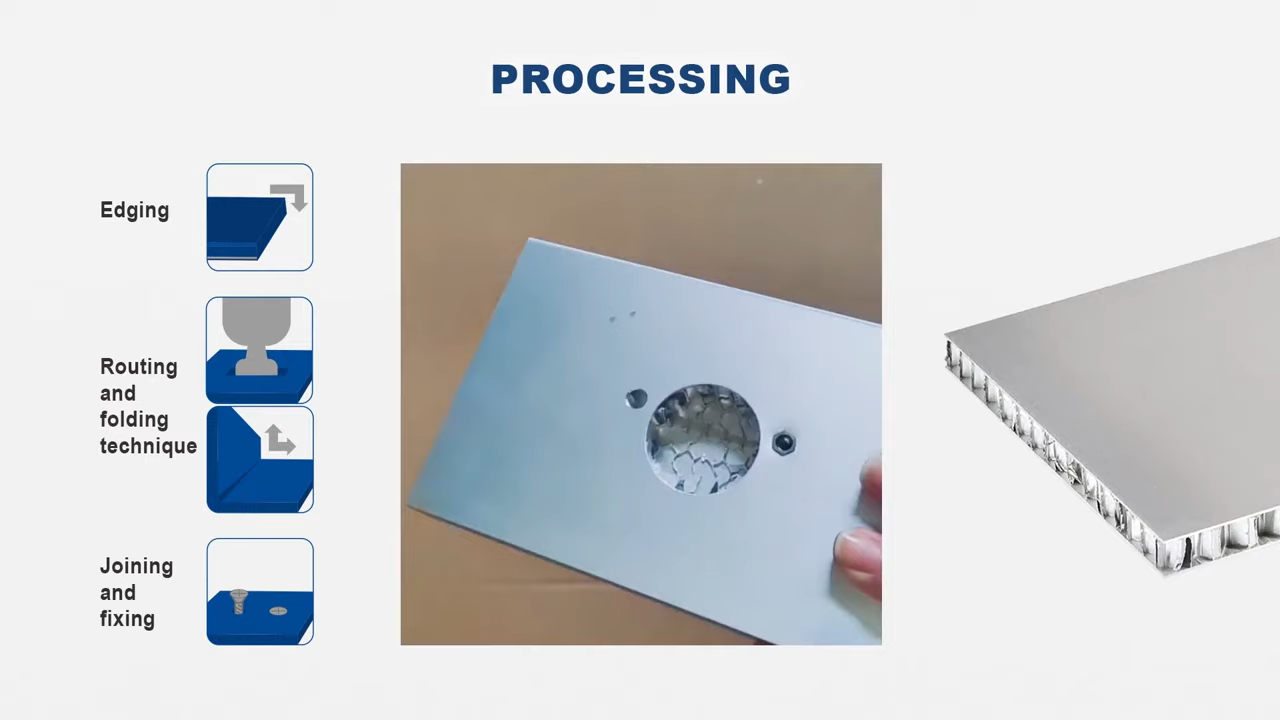 PROCESSING
Edging
Routing
and
folding
technique
Joining
and
fixing